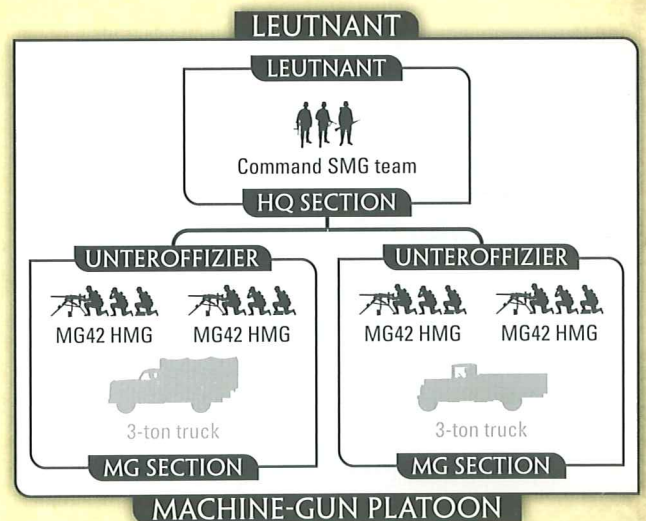 LEUTNANT
LEUTNANT
Command SMG team
HQ SECTION
UNTEROFFIZIER
MG42 HMG MG42 HMG
3-ton truck
MG SECTION
UNTEROFFIZIER
MG42 HMG MG42 HMG
3-ton truck
MG SECTION
MACHINE-GUN PLATOON